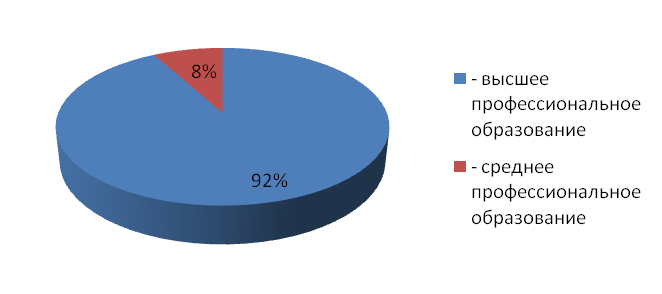 8%
92%
- высшее
профессиональное
образование
- среднее
профессиональное
образование